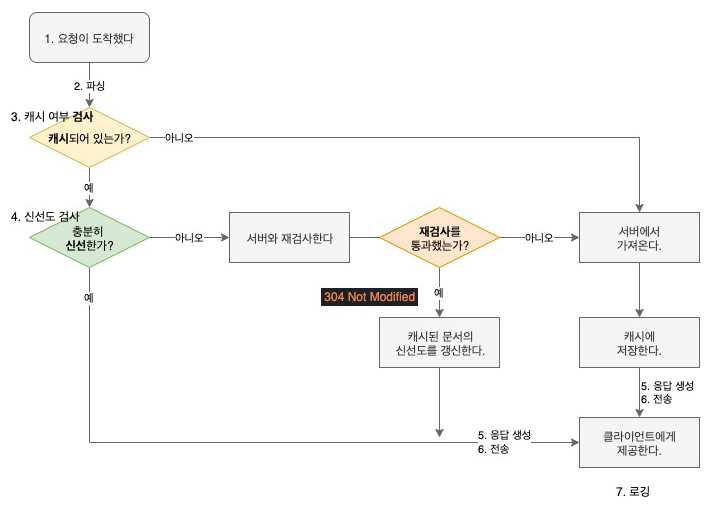 1. 요청이 도착했다
2. 파싱
3. 캐시 여부 검사
캐시되어 있는가?
아니오
예
4. 신선도 검사
충분히
신선한가?
아니오
서버와 재검사한다
재검사를
통과했는가?
아니오
서버에서
가져온다.
예
304 Not Modified
예
캐시된 문서의
신선도를 갱신한다.
캐시에
저장한다.
5. 응답 생성
6. 전송
5. 응답 생성
6. 전송
클라이언트에게
제공한다.
7. 로깅